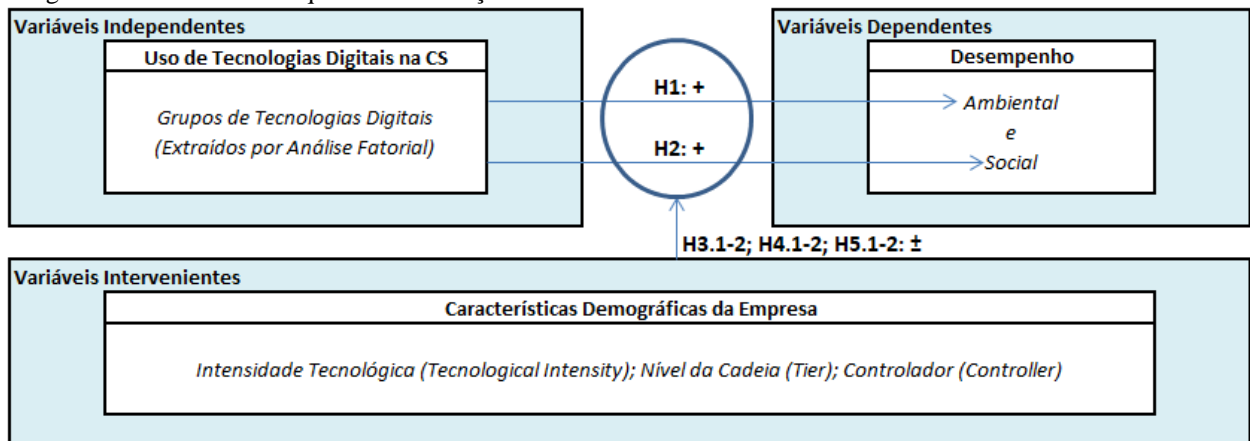 Variáveis Independentes
Uso de Tecnologias Digitais na CS
Grupos de Tecnologias Digitais
(Extraídos por Análise Fatorial)
H1: +
H2: +
Variáveis Dependentes
Desempenho
Ambiental
e
Social
H3.1-2; H4.1-2; H5.1-2: ±
Variáveis Intervenientes
Características Demográficas da Empresa
Intensidade Tecnológica (Tecnological Intensity); Nível da Cadeia (Tier); Controlador (Controller)